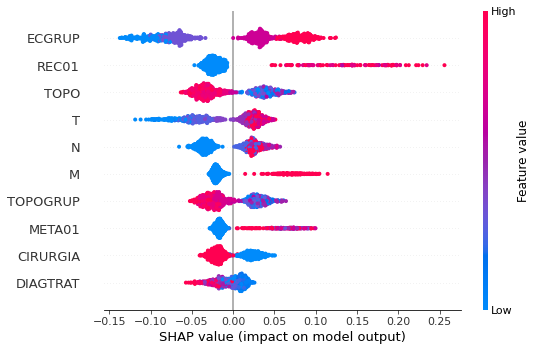 High
ECGRUP
REC01
TOPO
T
N
M
TOPOGRUP
META01
CIRURGIA
DIAGTRAT
Feature value
Low
−0.15 −0.10 −0.05 0.00 0.05 0.10 0.15 0.20 0.25
SHAP value (impact on model output)